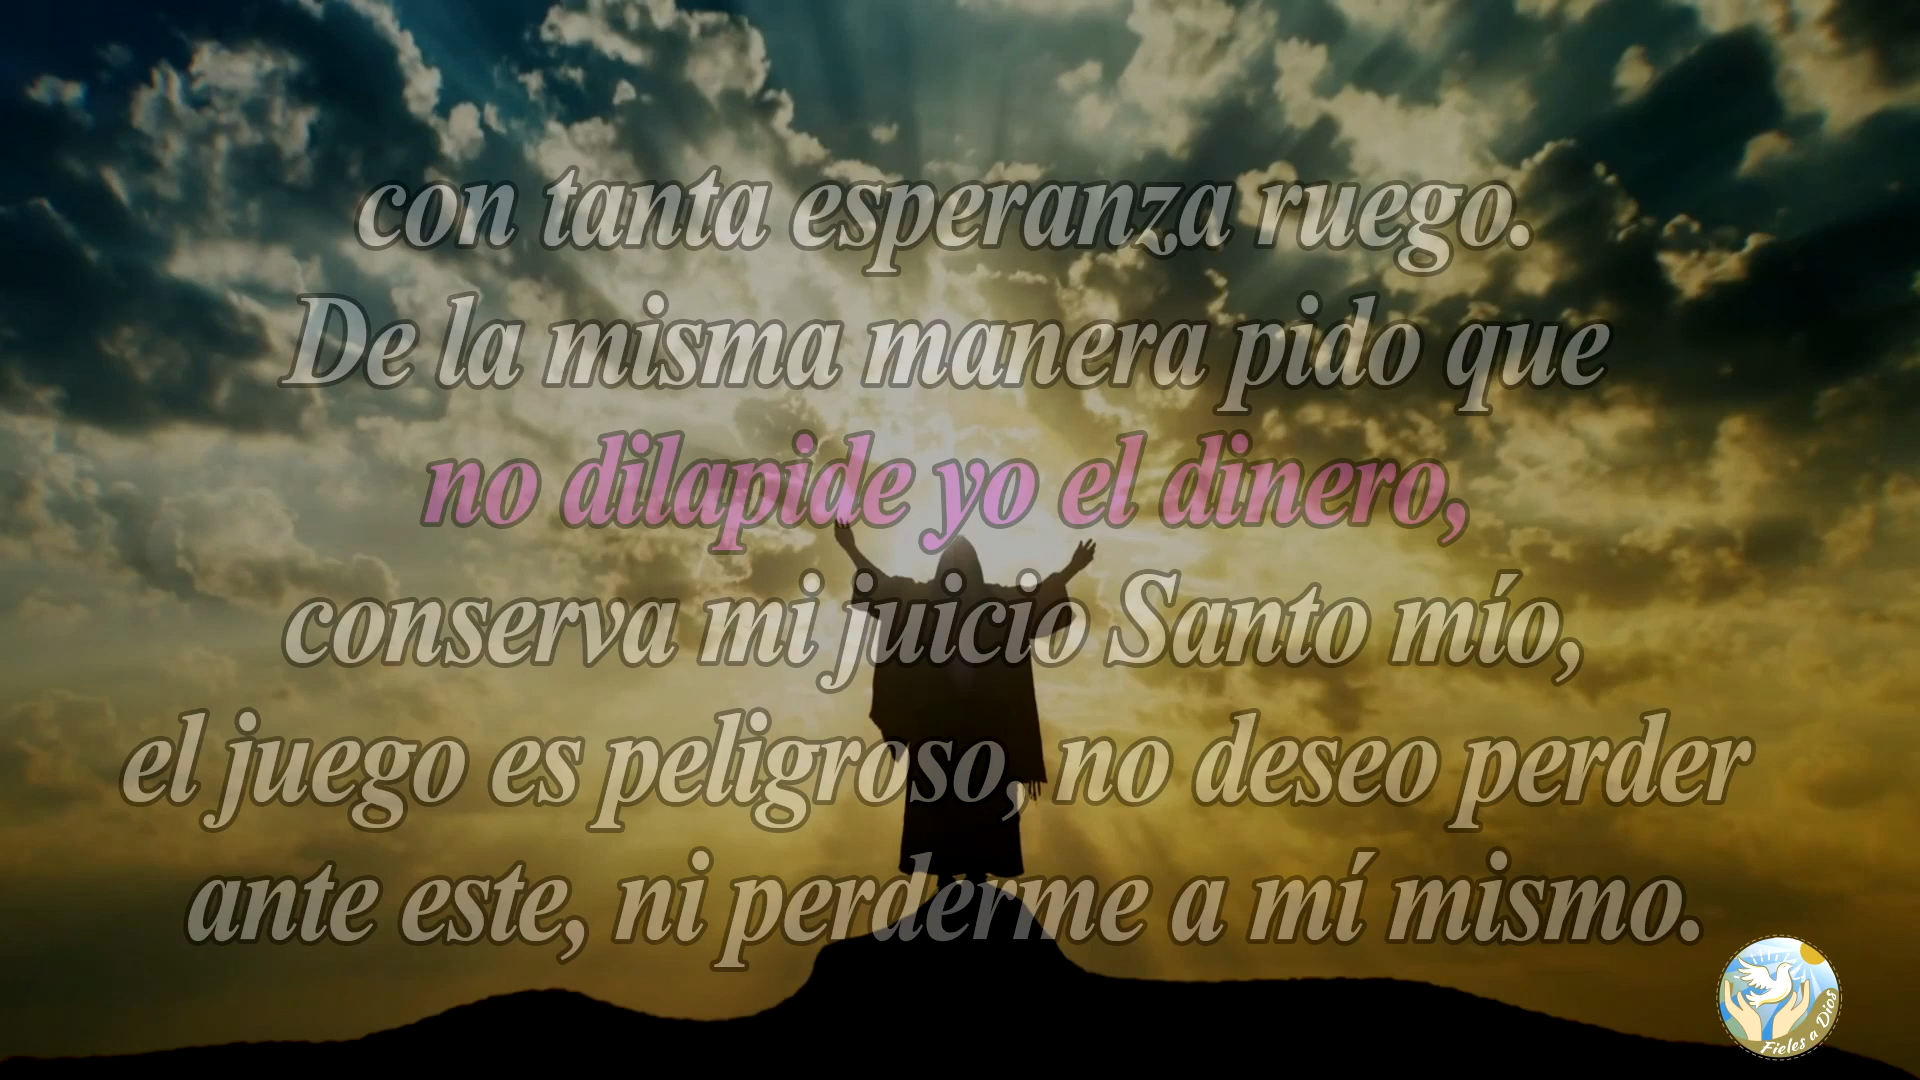 con tanta esperanza ruego.
De la misma manera pido que
no dilapide yo el dinero,
conserva mi juicio Santo mío,
el juego es peligroso, no deseo perder
ante este, ni perderme a mí mismo.
Fieles a Dios